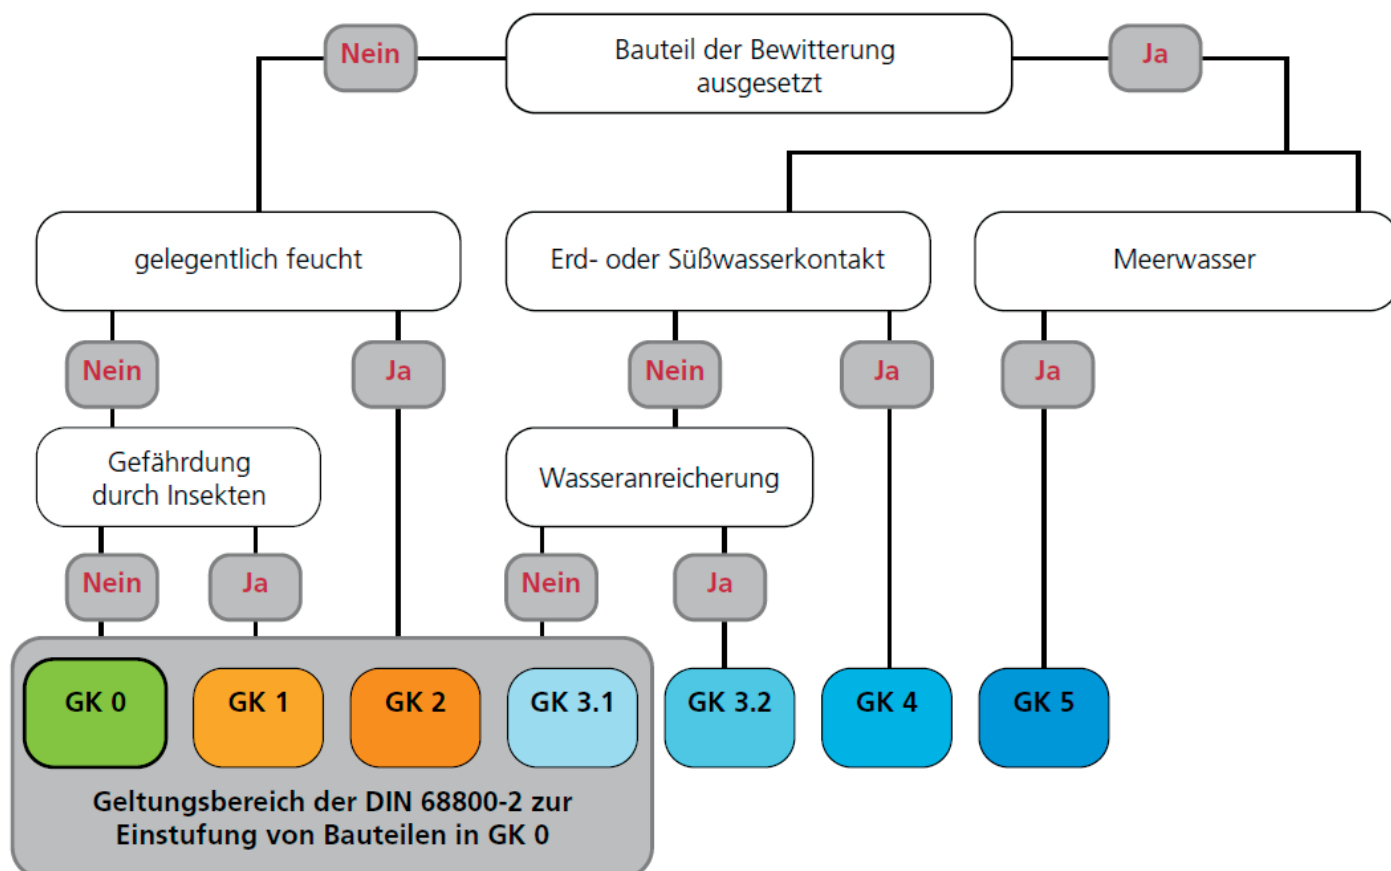 Nein
Bauteil der Bewitterung
ausgesetzt
Ja
gelegentlich feucht
Erd- oder Süßwasserkontakt
Meerwasser
Nein
Ja
Nein
Ja
Ja
Gefährdung
durch Insekten
Wasseranreicherung
Nein
Ja
Nein
Ja
GK 0
GK 1
GK 2
GK 3.1
GK 3.2
GK 4
GK 5
Geltungsbereich der DIN 68800-2 zur
Einstufung von Bauteilen in GK 0